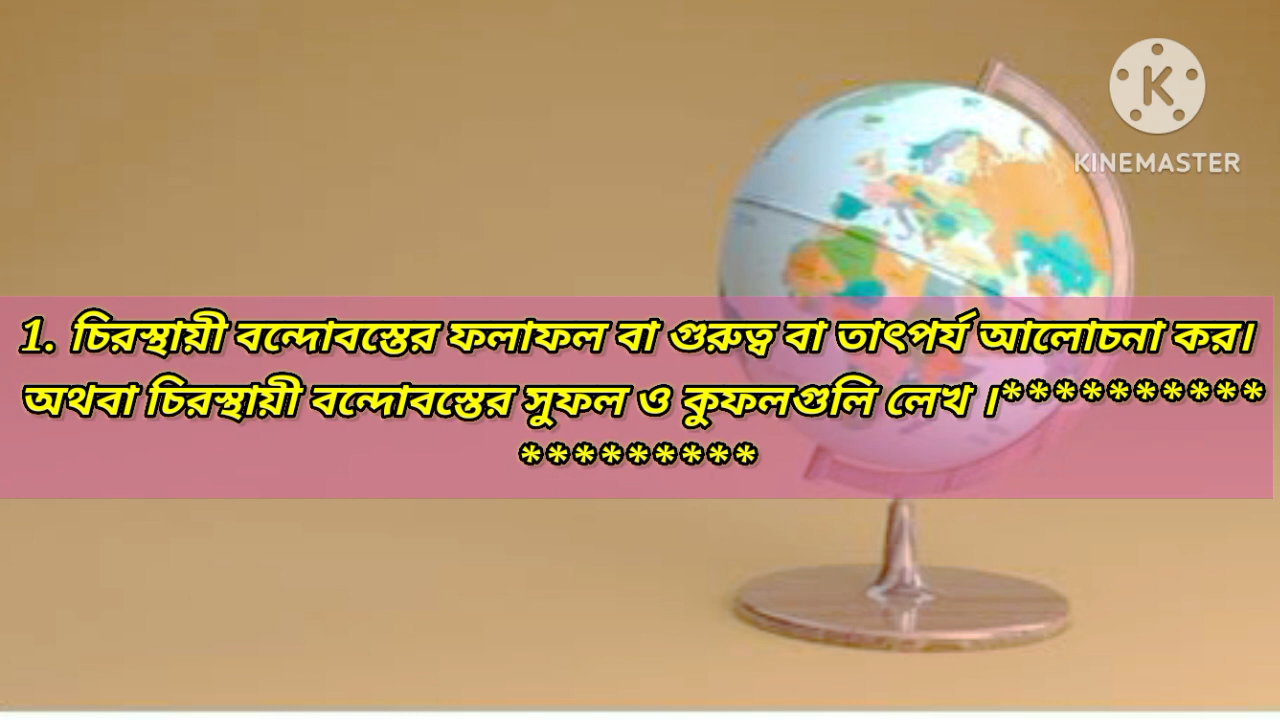 KINEMASTER
1. চিরস্থায়ী বন্দোবস্তের ফলাফল বা গুরুত্ব বা তাৎপর্য আলোচনা কর।
অথবা চিরস্থায়ী বন্দোবস্তের সুফল ও কুফলগুলি লেখ ।**********
*********